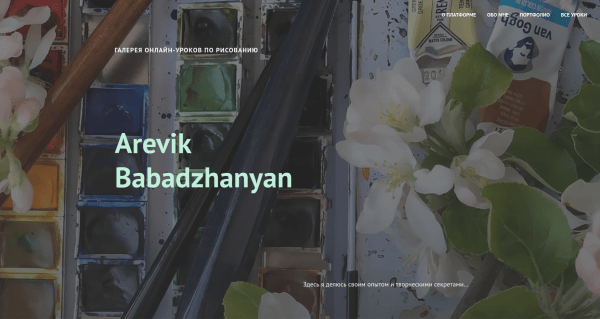 О ПЛАТФОРМЕ ОБО МНЕ ПОРТФОЛИО ВСЕ УРОКИ
ГАЛЕРЕЯ ОНЛАЙН-УРОКОВ ПО РИСОВАНИЮ
Arevik
Babadzhanyan
Здесь я делюсь своим опытом и творческими секретами...
van Gogh